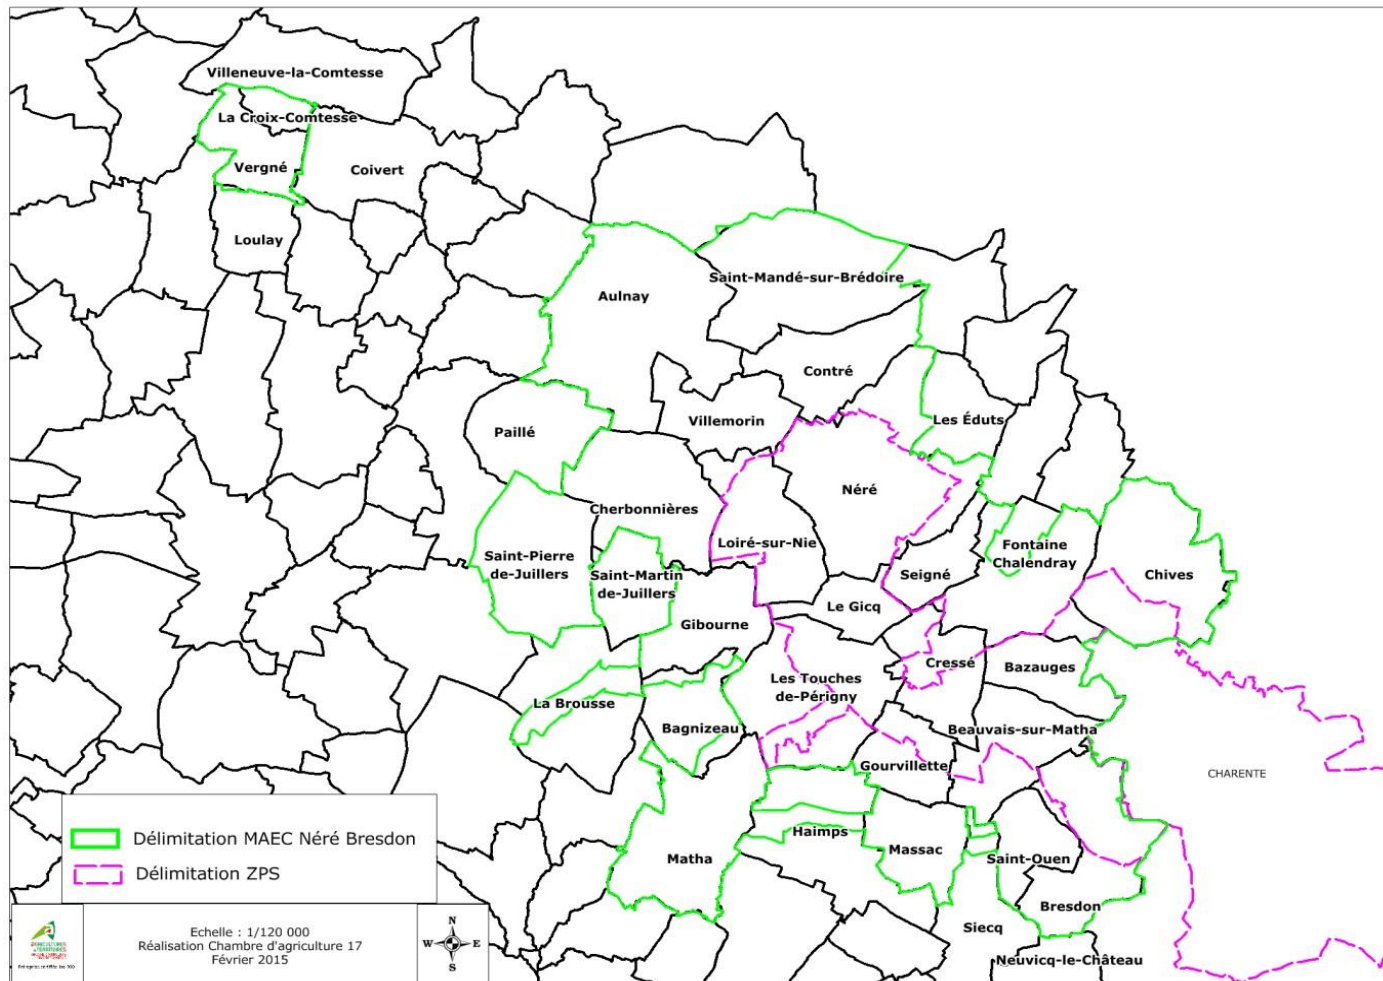 Villeneuve-la-Comtesse
La Croix-Comtesse
Vergné
Coivert
Loulay
Saint-Mandé-sur-Brédoire
Aulnay
Contré
Villemorin
Les Éduts
Paillé
Néré
Cherbonnières
Loiré-sur-Nie
Fontaine
Chalendray
Saint-Pierre
de-Juillers
Saint-Martin
de-Juillers
Seigné
Chives
Le Gicq
Gibourne
Cressé
Bazauges
Les Touches
de-Périgny
La Brousse
Bagnizeau
Beauvais-sur-Matha
Gourvillette
CHARENTE
Haimps
Massac
Matha
Saint-Ouen
Bresdon
Siecq
Neuvicq-le-Château
Délimitation MAEC Néré Bresdon
Délimitation ZPS
Echelle : 1/120 000
Réalisation Chambre d'agriculture 17
Février 2015
N
W E
S